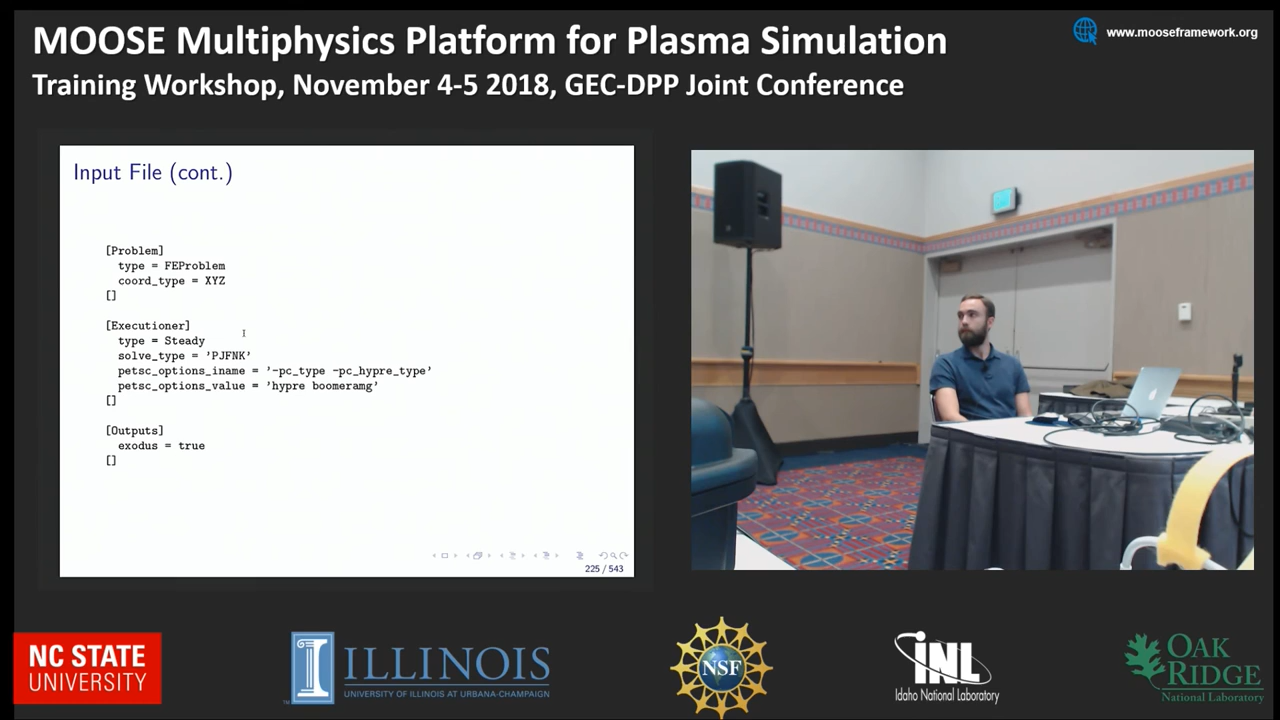 MOOSE Multiphysics Platform for Plasma Simulation
Training Workshop, November 4-5 2018, GEC-DPP Joint Conference
www.mooseframework.org
Input File (cont.)
[Problem]
type = FEProblem
coord_type = XYZ
[]
[Executioner]
type = Steady
solve_type = 'PJFNK'
petsc_options_iname = '-pc_type -pc_hypre_type'
petsc_options_value = 'hypre boomeramg'
[]
[Outputs]
exodus = true
[]
225 / 543
NC STATE
UNIVERSITY
ILLINOIS
UNIVERSITY OF ILLINOIS AT URBANA-CHAMPAIGN
NSF
INL
Idaho National Laboratory
OAK
RIDGE
National Laboratory